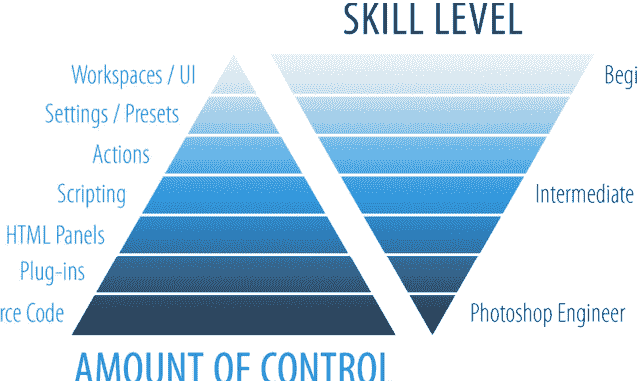 SKILL LEVEL
Workspaces / UI
Begi
Settings / Presets
Actions
Scripting
Intermediate
HTML Panels
Plug-ins
rce Code
Photoshop Engineer
AMOUNT OF CONTROL